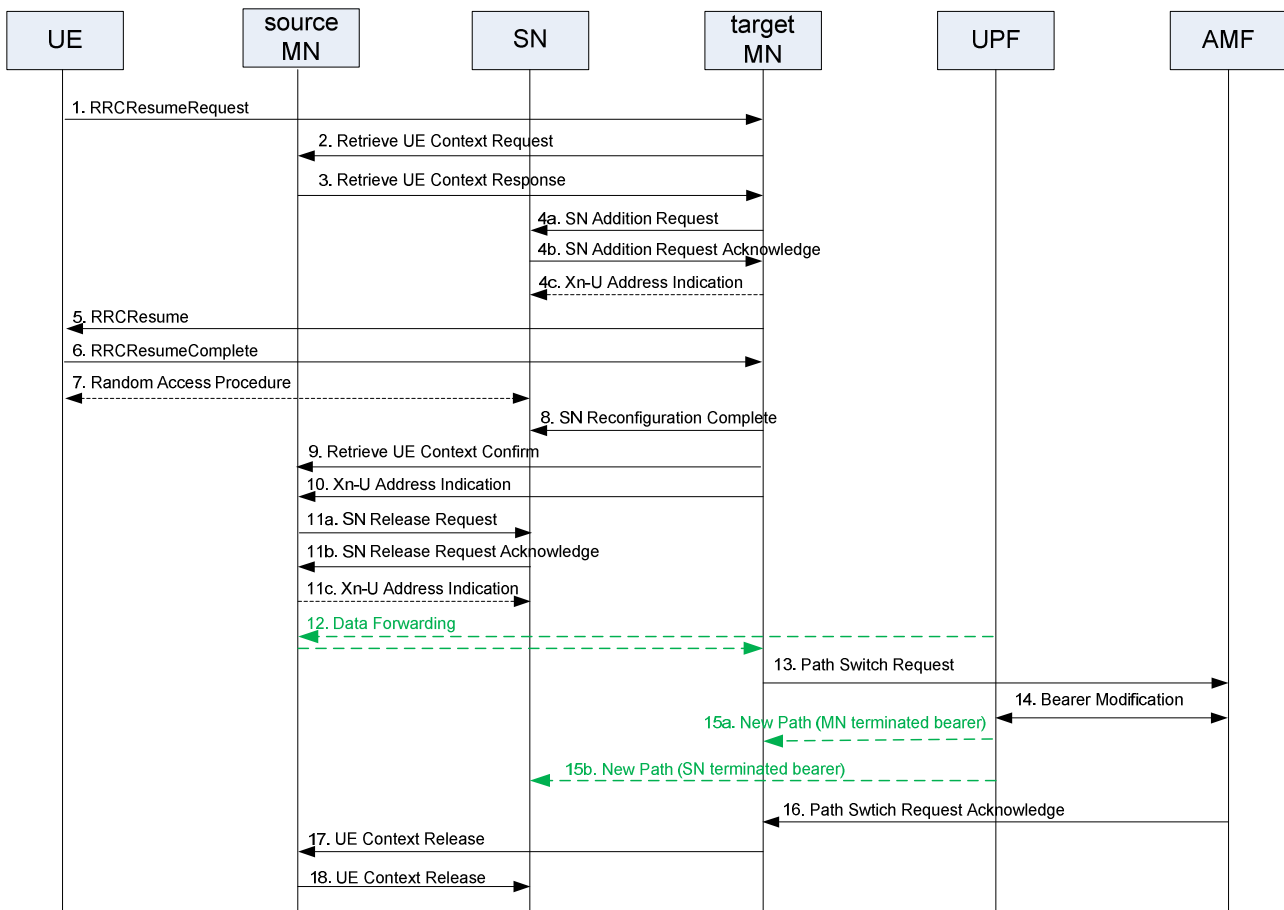 UE
source
MN
SN
target
MN
UPF
AMF
1. RRCResumeRequest
2. Retrieve UE Context Request
3. Retrieve UE Context Response
4a. SN Addition Request
4b. SN Addition Request Acknowledge
4c. Xn-U Address Indication
5. RRCResume
6. RRCResumeComplete
7. Random Access Procedure
8. SN Reconfiguration Complete
9. Retrieve UE Context Confirm
10. Xn-U Address Indication
11a. SN Release Request
11b. SN Release Request Acknowledge
11c. Xn-U Address Indication
12. Data Forwarding
13. Path Switch Request
14. Bearer Modification
15a. New Path (MN terminated bearer)
15b. New Path (SN terminated bearer)
16. Path Swtich Request Acknowledge
17. UE Context Release
18. UE Context Release